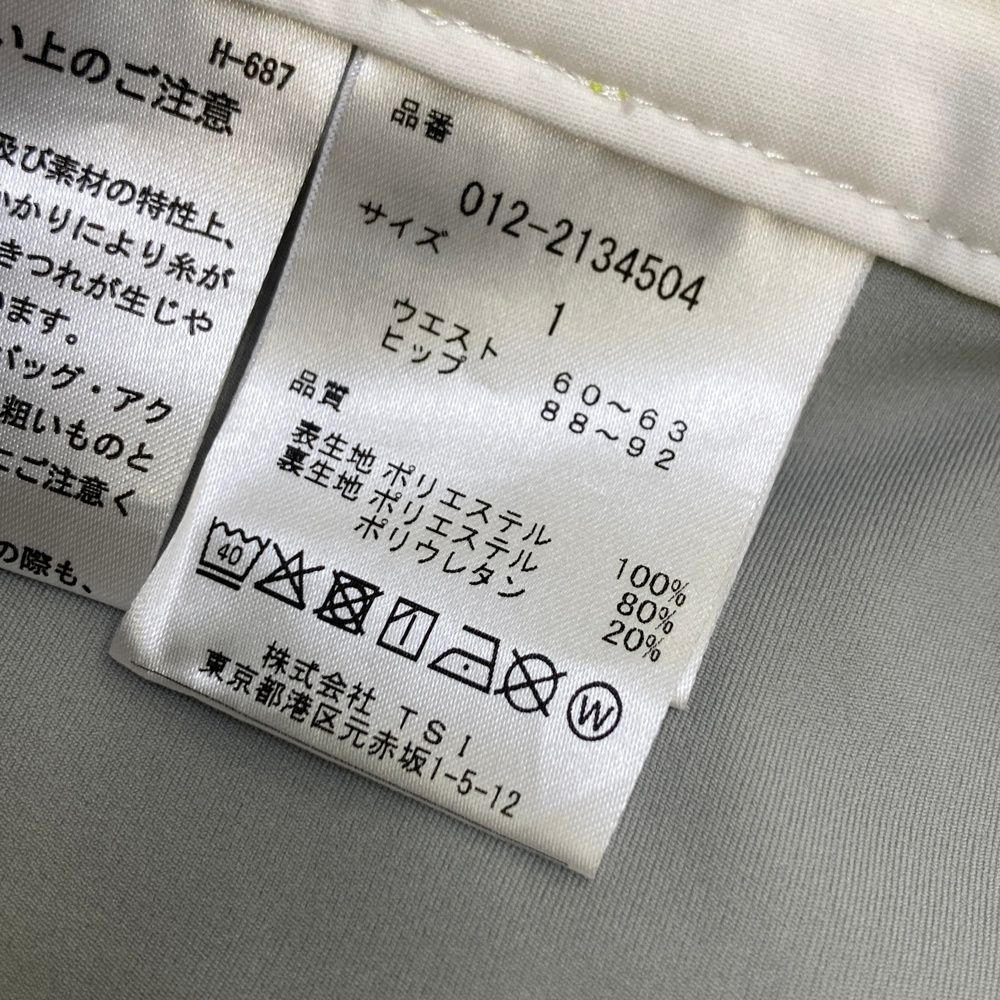 H-687
い上のご注意
及び素材の特性上、
かかりにより糸が
きつれが生じや
ます。
バッグ・アク
粗いものと
にご注意く
の際も、
品番
012-2134504
サイズ
1
ウエスト 60～63
ヒップ 88～92
品質
表生地 ポリエステル 100%
裏生地 ポリエステル 80%
ポリウレタン 20%
40
W
株式会社 TSI
東京都港区元赤坂1-5-12